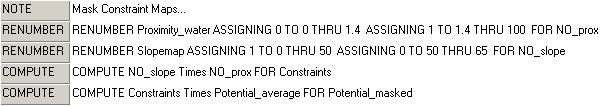 NOTE Mask Constraint Maps...
RENUMBER RENUMBER Proximity_water ASSIGNING 0 TO 0 THRU 1.4 ASSIGNING 1 TO 1.4 THRU 100 FOR NO_prox
RENUMBER RENUMBER Slopemap ASSIGNING 1 TO 0 THRU 50 ASSIGNING 0 TO 50 THRU 65 FOR NO_slope
COMPUTE COMPUTE NO_slope Times NO_prox FOR Constraints
COMPUTE COMPUTE Constraints Times Potential_average FOR Potential_masked